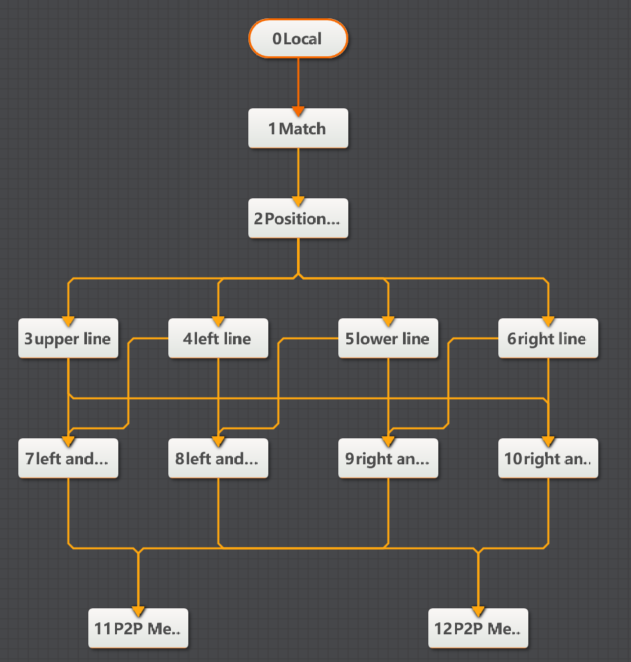 0Local
1Match
2Position...
3upper line
4left line
5lower line
6right line
7left and...
8left and...
9right an...
10right an..
11P2P Me..
12P2P Me..